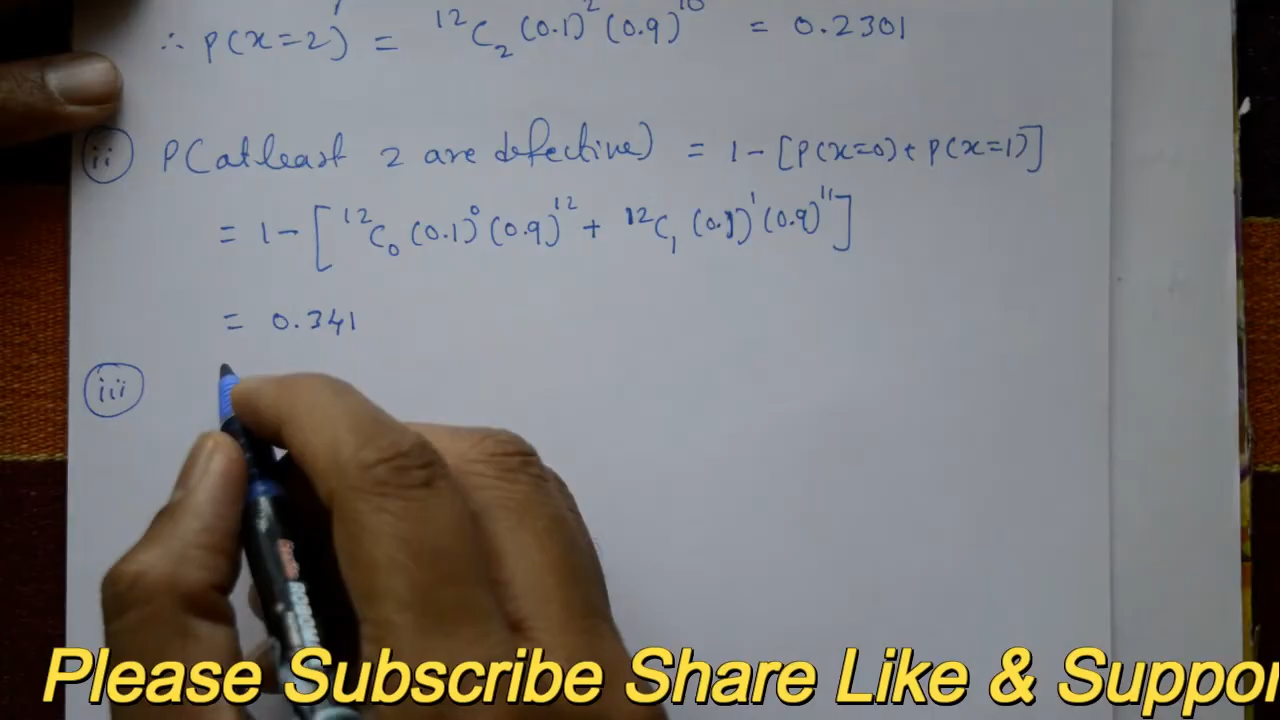 ∴ P(x=2) = ¹²C₂ (0.1)² (0.9)¹⁰ = 0.2301
ii P(at least 2 are defective) = 1 - [P(x=0) + P(x=1)]
= 1 - [¹²C₀ (0.1)⁰ (0.9)¹² + ¹²C₁ (0.1)¹ (0.9)¹¹]
= 0.341
iii
Please Subscribe Share Like & Suppor